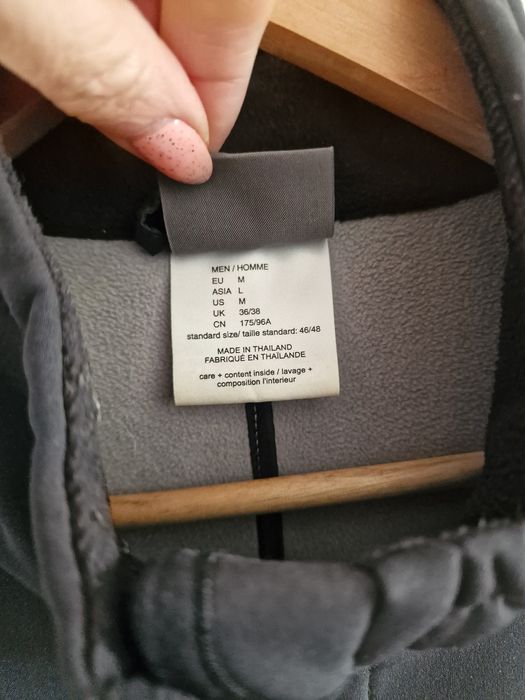 MEN / HOMME
EU M
ASIA L
US M
UK 36/38
CN 175/96A
standard size/ taille standard: 46/48
MADE IN THAILAND
FABRIQUÉ EN THAÏLANDE
care + content inside / lavage +
composition l'interieur